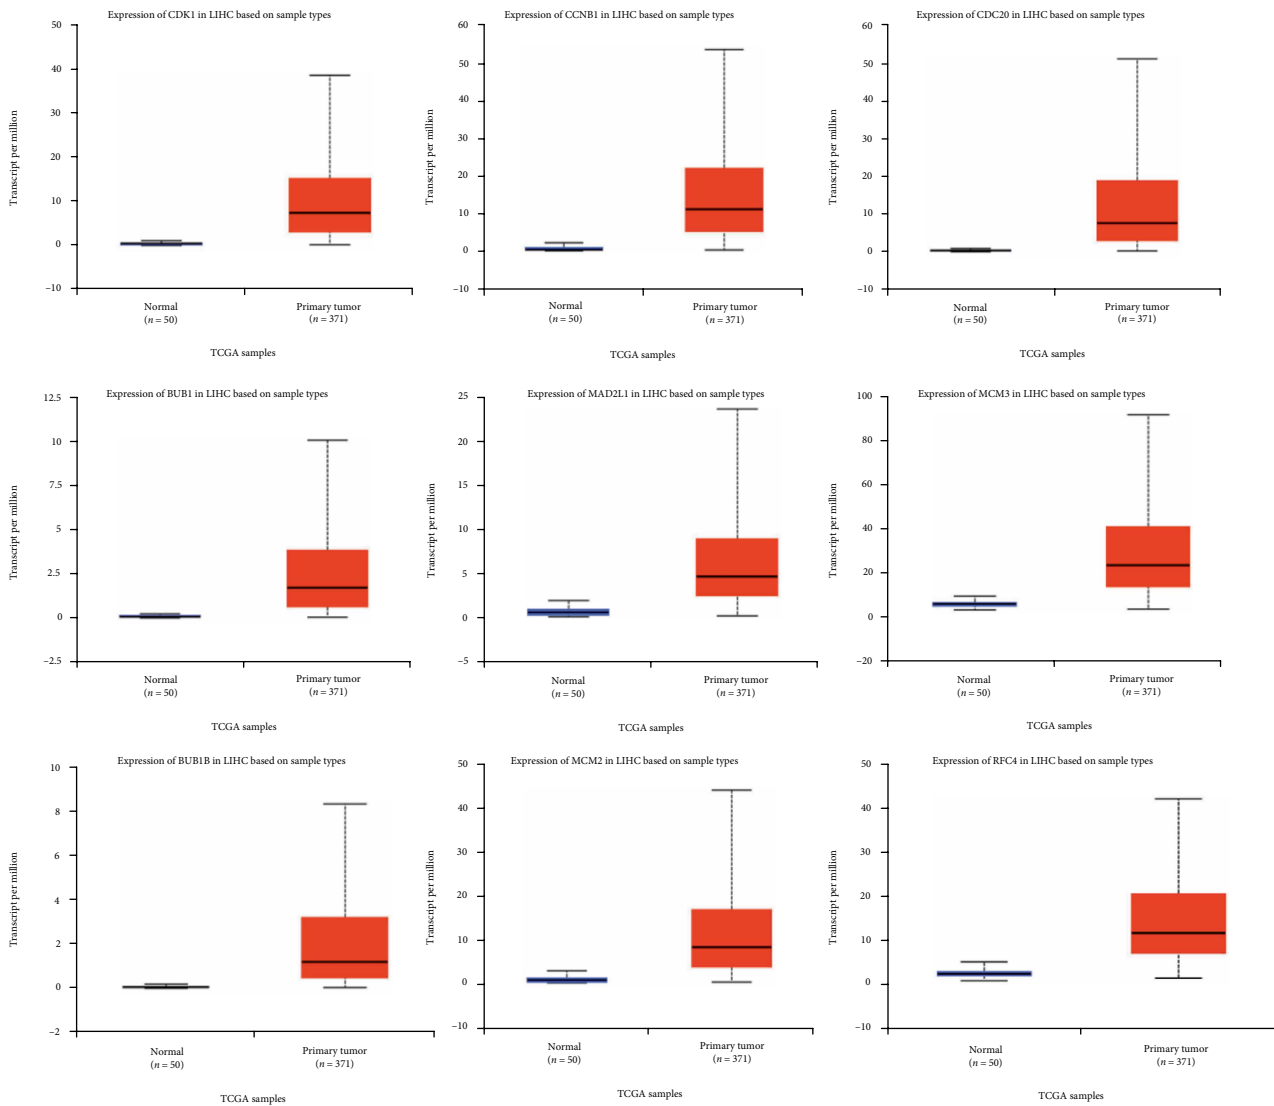 Expression of CDK1 in LIHC based on sample types
50
40
30
20
10
0
–10
Transcript per million
Normal
(n = 50)
Primary tumor
(n = 371)
TCGA samples
Expression of CCNB1 in LIHC based on sample types
60
50
40
30
20
10
0
–10
Transcript per million
Normal
(n = 50)
Primary tumor
(n = 371)
TCGA samples
Expression of CDC20 in LIHC based on sample types
60
50
40
30
20
10
0
–10
Transcript per million
Normal
(n = 50)
Primary tumor
(n = 371)
TCGA samples
Expression of BUB1 in LIHC based on sample types
12.5
10
7.5
5
2.5
0
–2.5
Transcript per million
Normal
(n = 50)
Primary tumor
(n = 371)
TCGA samples
Expression of MAD2L1 in LIHC based on sample types
25
20
15
10
5
0
–5
Transcript per million
Normal
(n = 50)
Primary tumor
(n = 371)
TCGA samples
Expression of MCM3 in LIHC based on sample types
100
80
60
40
20
0
–20
Transcript per million
Normal
(n = 50)
Primary tumor
(n = 371)
TCGA samples
Expression of BUB1B in LIHC based on sample types
10
8
6
4
2
0
–2
Transcript per million
Normal
(n = 50)
Primary tumor
(n = 371)
TCGA samples
Expression of MCM2 in LIHC based on sample types
50
40
30
20
10
0
–10
Transcript per million
Normal
(n = 50)
Primary tumor
(n = 371)
TCGA samples
Expression of RFC4 in LIHC based on sample types
50
40
30
20
10
0
–10
Transcript per million
Normal
(n = 50)
Primary tumor
(n = 371)
TCGA samples